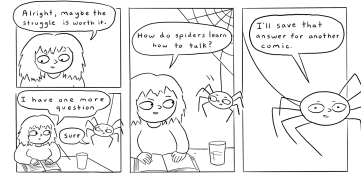 Alright, maybe the
struggle is worth it.
I have one more
question
Sure
How do spiders learn
how to talk?
I'll save that
answer for another
comic.